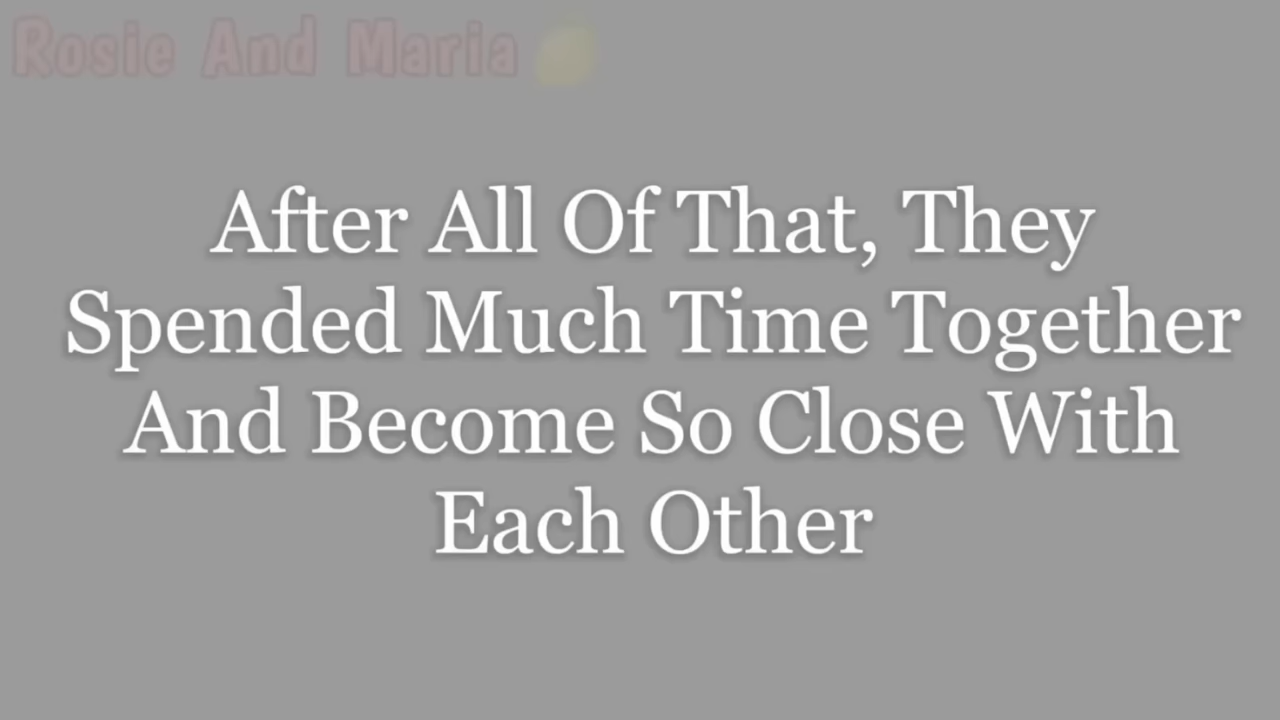 Rosie And Maria
After All Of That, They
Spended Much Time Together
And Become So Close With
Each Other